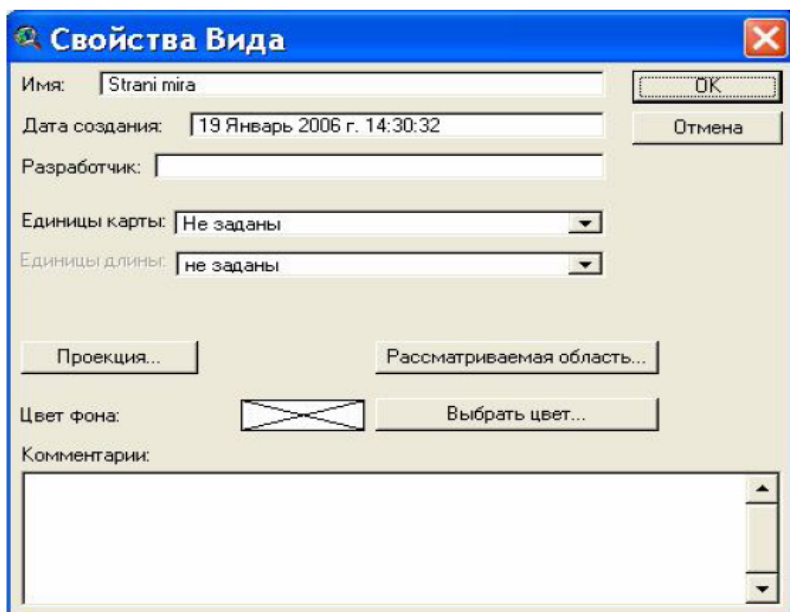 Свойства Вида
Имя: Strani mira OK
Дата создания: 19 Январь 2006 г. 14:30:32 Отмена
Разработчик:
Единицы карты: Не заданы
Единицы длины: не заданы
Проекция... Рассматриваемая область...
Цвет фона: Выбрать цвет...
Комментарии: